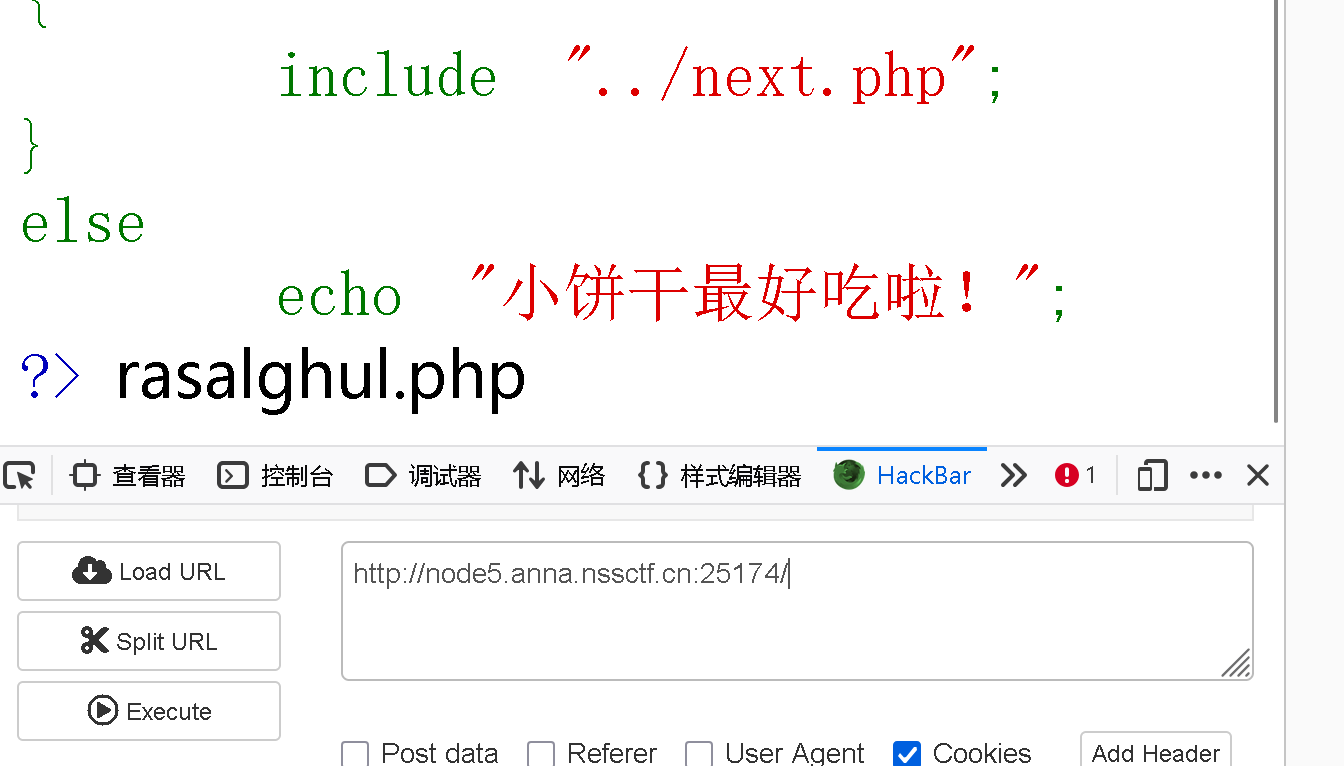 {
include "../next.php";
}
else
echo "小饼干最好吃啦！";
?> rasalghul.php
查看器 控制台 调试器 网络 {} 样式编辑器 HackBar 1
Load URL http://node5.anna.nssctf.cn:25174/
Split URL
Execute
Post data Referer User Agent Cookies Add Header